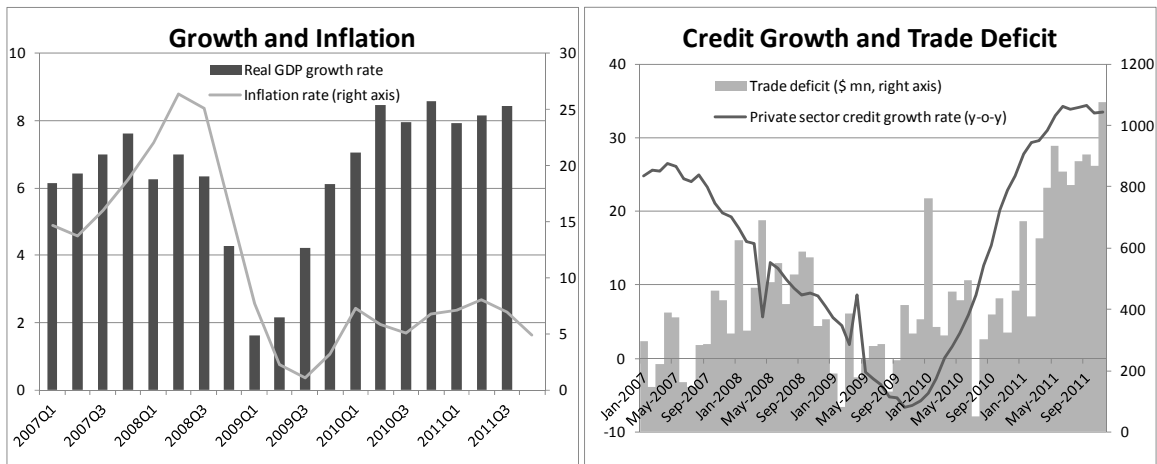 Growth and Inflation
Real GDP growth rate
Inflation rate (right axis)
10
8
6
4
2
0
30
25
20
15
10
5
0
2007Q1
2007Q3
2008Q1
2008Q3
2009Q1
2009Q3
2010Q1
2010Q3
2011Q1
2011Q3
Credit Growth and Trade Deficit
Trade deficit ($ mn, right axis)
Private sector credit growth rate (y-o-y)
40
30
20
10
0
-10
1200
1000
800
600
400
200
0
Jan-2007
May-2007
Sep-2007
Jan-2008
May-2008
Sep-2008
Jan-2009
May-2009
Sep-2009
Jan-2010
May-2010
Sep-2010
Jan-2011
May-2011
Sep-2011